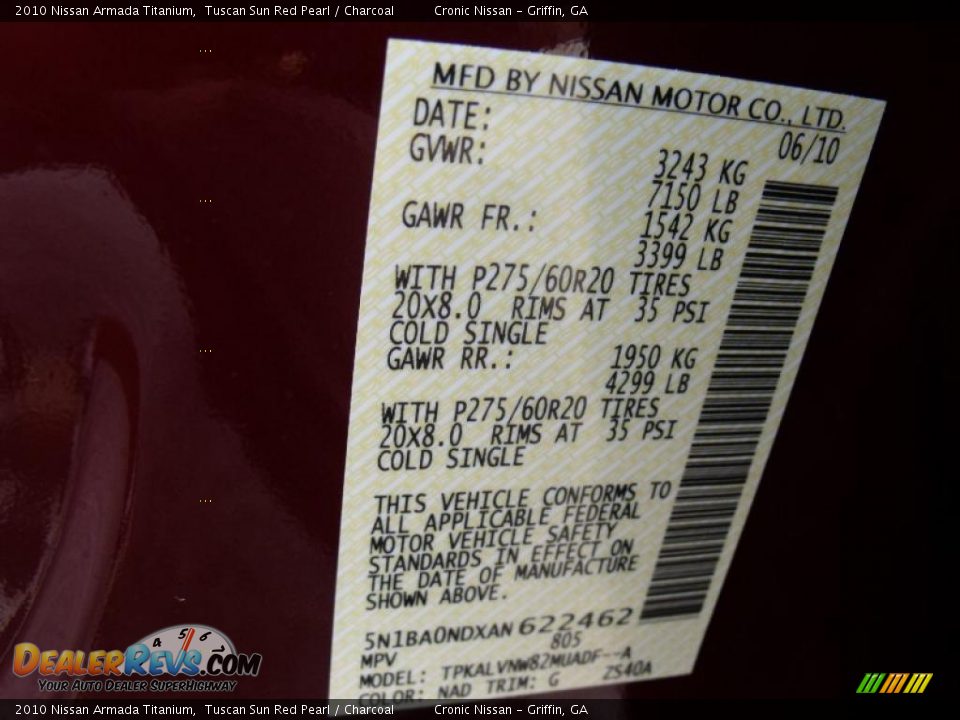 2010 Nissan Armada Titanium,  Tuscan Sun Red Pearl / Charcoal   Cronic Nissan - Griffin, GA
MFD BY NISSAN MOTOR CO., LTD.
DATE: 06/10
GVWR: 3243 KG
7150 LB
GAWR FR.: 1542 KG
3399 LB
WITH P275/60R20 TIRES
20X8.0 RIMS AT 35 PSI
COLD SINGLE
GAWR RR.: 1950 KG
4299 LB
WITH P275/60R20 TIRES
20X8.0 RIMS AT 35 PSI
COLD SINGLE
THIS VEHICLE CONFORMS TO
ALL APPLICABLE FEDERAL
MOTOR VEHICLE SAFETY
STANDARDS IN EFFECT ON
THE DATE OF MANUFACTURE
SHOWN ABOVE.
5N1BA0NDXAN622462
MPV 805
MODEL: TPKALVNW82MUADF--A
COLOR: NAD TRIM: G ZS40A
4 5 6
DEALERREVS.COM
YOUR AUTO DEALER SUPERHIGHWAY
2010 Nissan Armada Titanium,  Tuscan Sun Red Pearl / Charcoal   Cronic Nissan - Griffin, GA